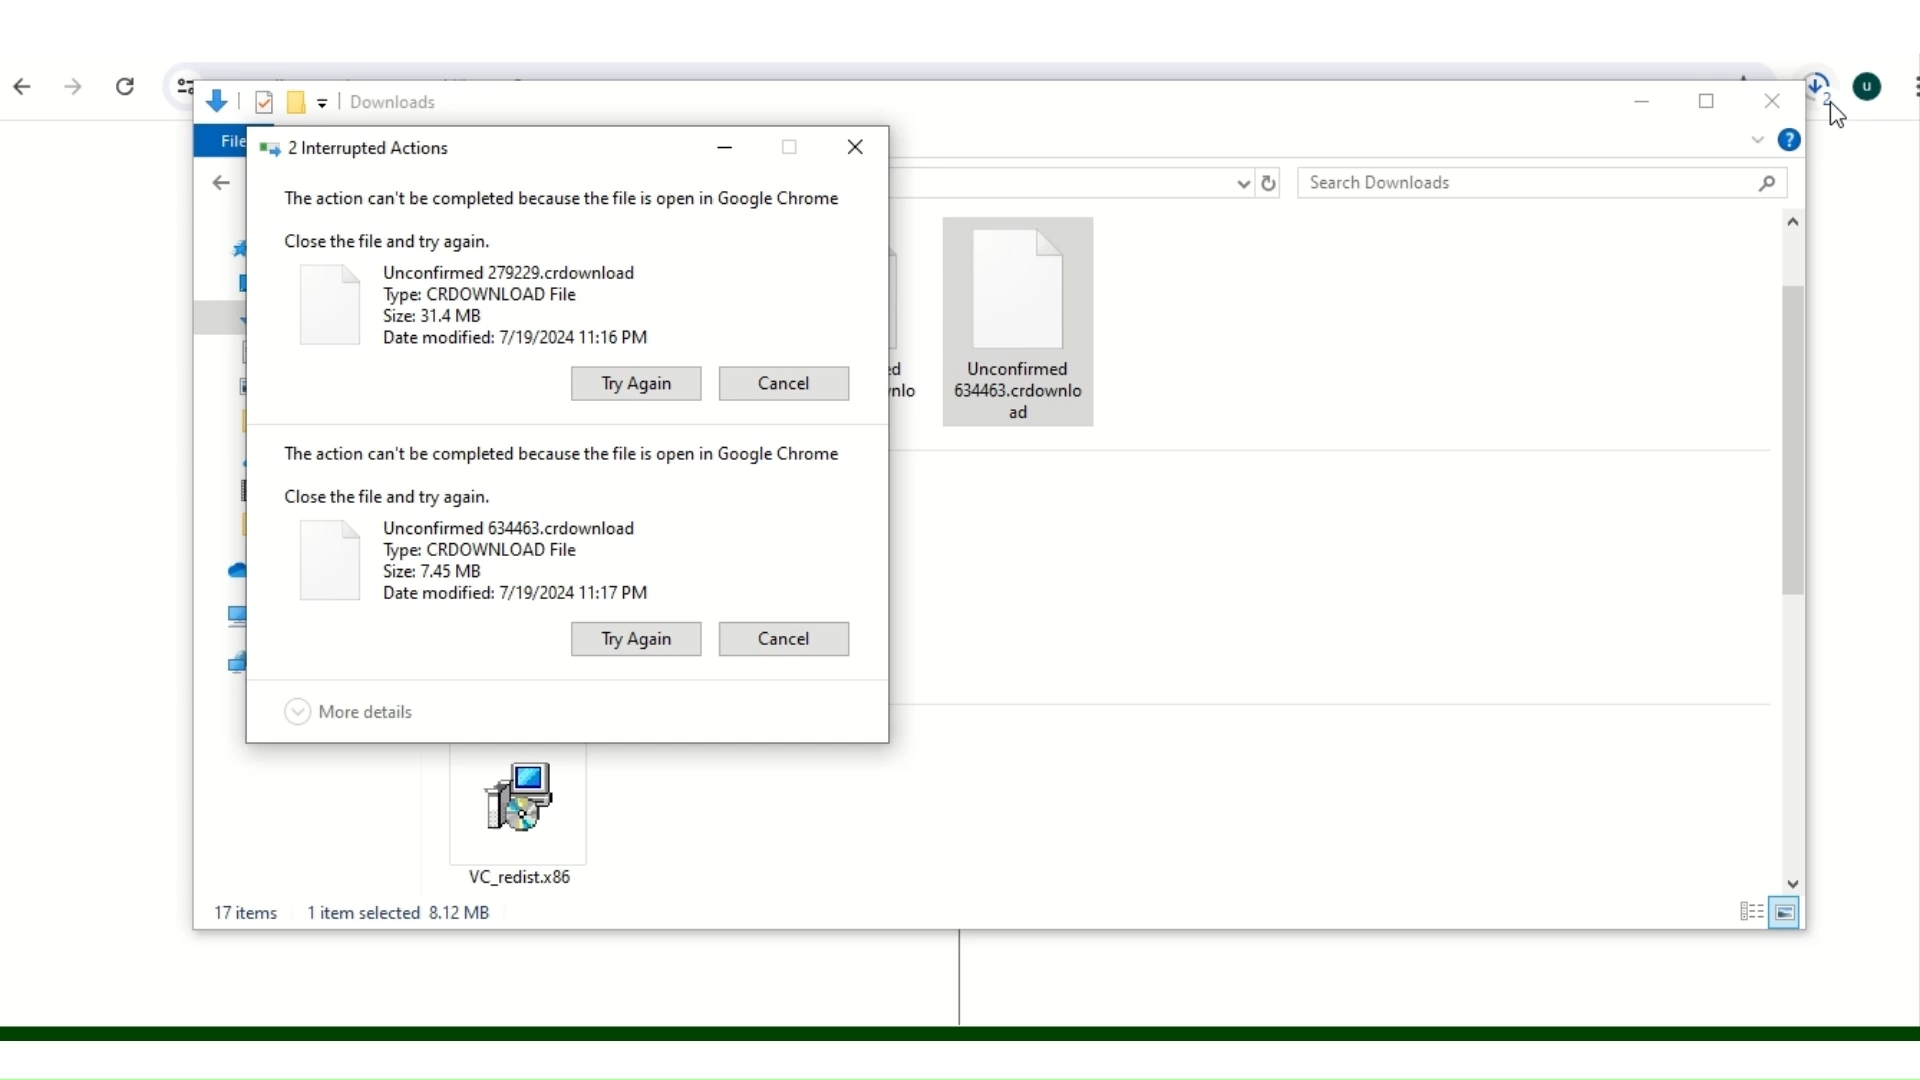 Downloads
File
2 Interrupted Actions
The action can't be completed because the file is open in Google Chrome
Close the file and try again.
Unconfirmed 279229.crdownload
Type: CRDOWNLOAD File
Size: 31.4 MB
Date modified: 7/19/2024 11:16 PM
Try Again
Cancel
The action can't be completed because the file is open in Google Chrome
Close the file and try again.
Unconfirmed 634463.crdownload
Type: CRDOWNLOAD File
Size: 7.45 MB
Date modified: 7/19/2024 11:17 PM
Try Again
Cancel
More details
2
u
?
Search Downloads
Unconfirmed
634463.crdownlo
ad
VC_redist.x86
17 items
1 item selected 8.12 MB